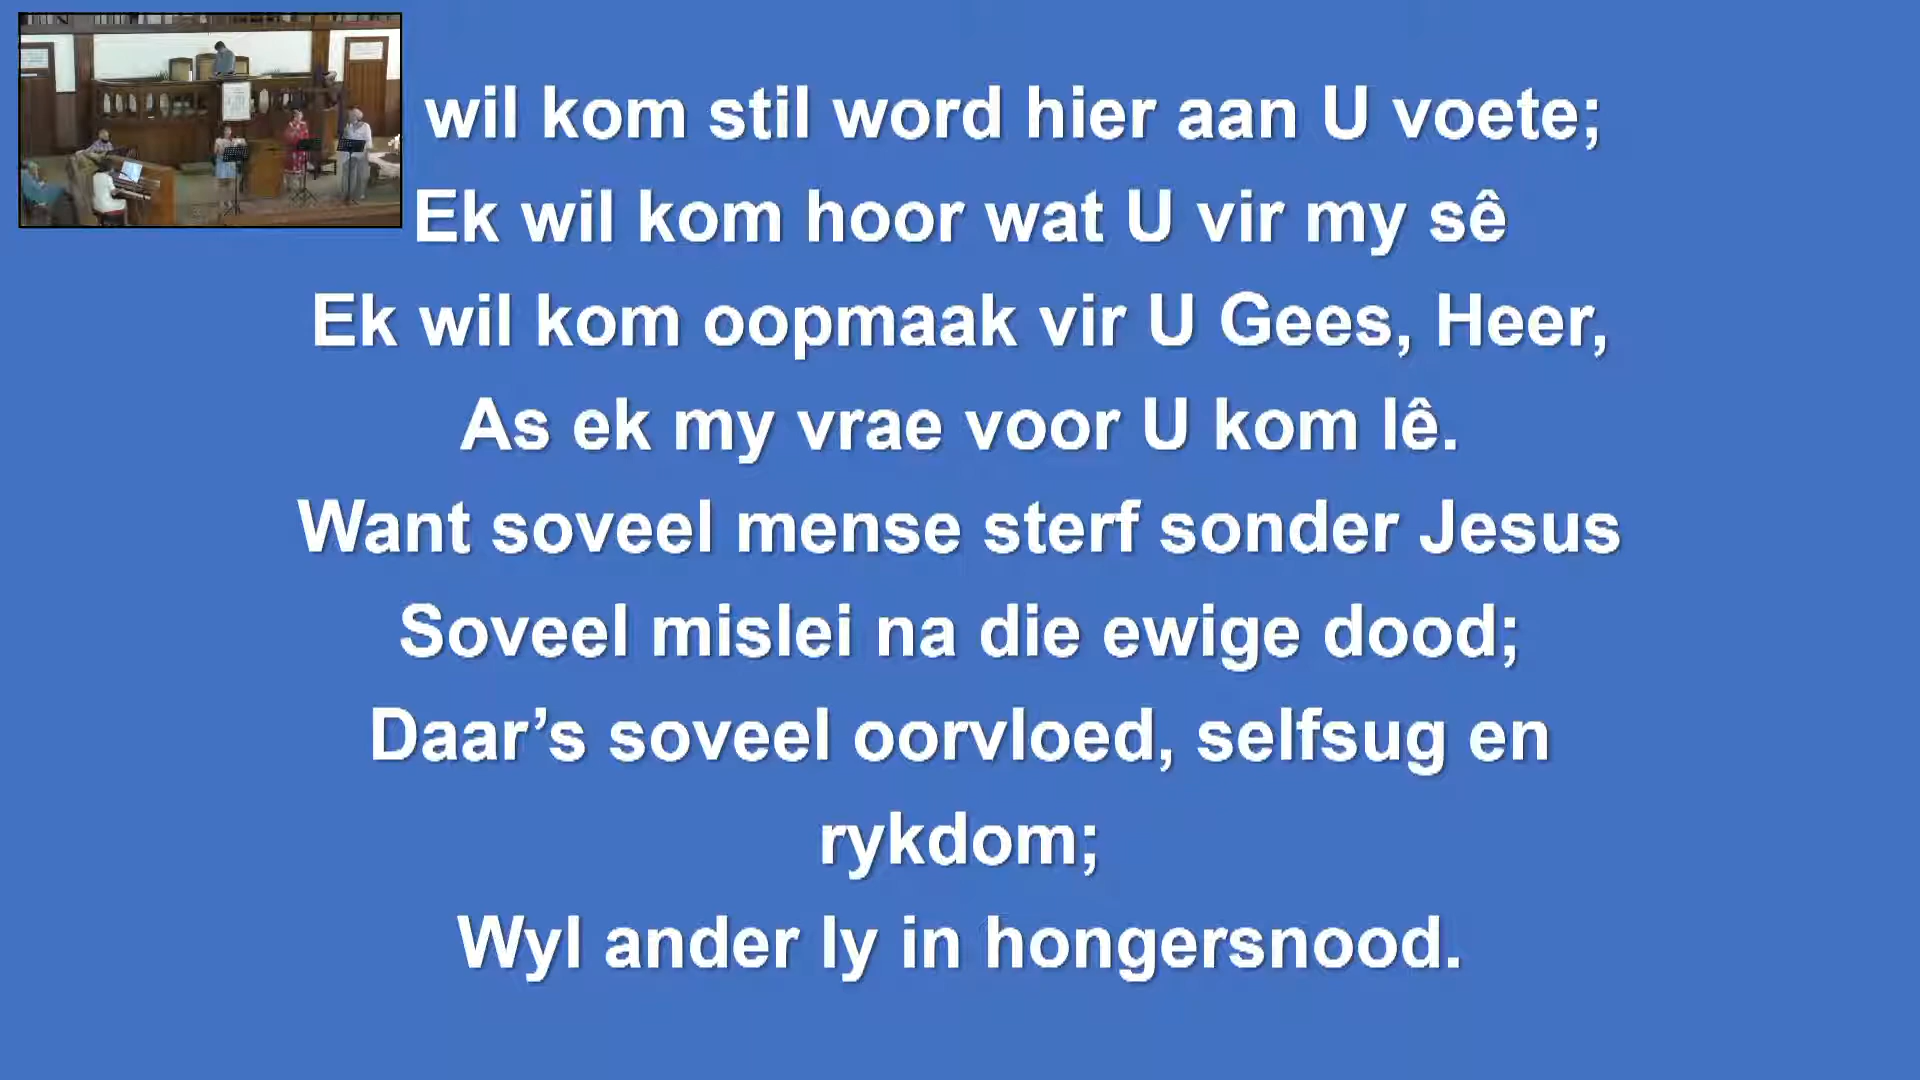 wil kom stil word hier aan U voete;
Ek wil kom hoor wat U vir my sê
Ek wil kom oopmaak vir U Gees, Heer,
As ek my vrae voor U kom lê.
Want soveel mense sterf sonder Jesus
Soveel mislei na die ewige dood;
Daar’s soveel oorvloed, selfsug en
rykdom;
Wyl ander ly in hongersnood.